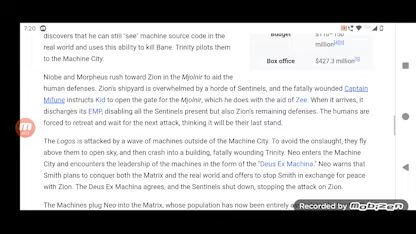 7:20
discovers that he can still "see" machine source code in the
real world and uses this ability to kill Bane. Trinity pilots them
to the Machine City.
Budget $110–150
million[4][5]
Box office $427.3 million[5]
Niobe and Morpheus rush toward Zion in the Mjolnir to aid the
human defenses. Zion's shipyard is overwhelmed by a horde of Sentinels, and the fatally wounded Captain
Mifune instructs Kid to open the gate for the Mjolnir, which he does with the aid of Zee. When it arrives, it
discharges its EMP, disabling all the Sentinels present but also Zion's remaining defenses. The humans are
forced to retreat and wait for the next attack, thinking it will be their last stand.
The Logos is attacked by a wave of machines outside of the Machine City. To avoid the onslaught, they fly
above them to open sky, and then crash into a building, fatally wounding Trinity. Neo enters the Machine
City and encounters the leadership of the machines in the form of the "Deus Ex Machina." Neo warns that
Smith plans to conquer both the Matrix and the real world and offers to stop Smith in exchange for peace
with Zion. The Deus Ex Machina agrees, and the Sentinels shut down, stopping the attack on Zion.
The Machines plug Neo into the Matrix, whose population has now been entirely
Recorded by Mobizen